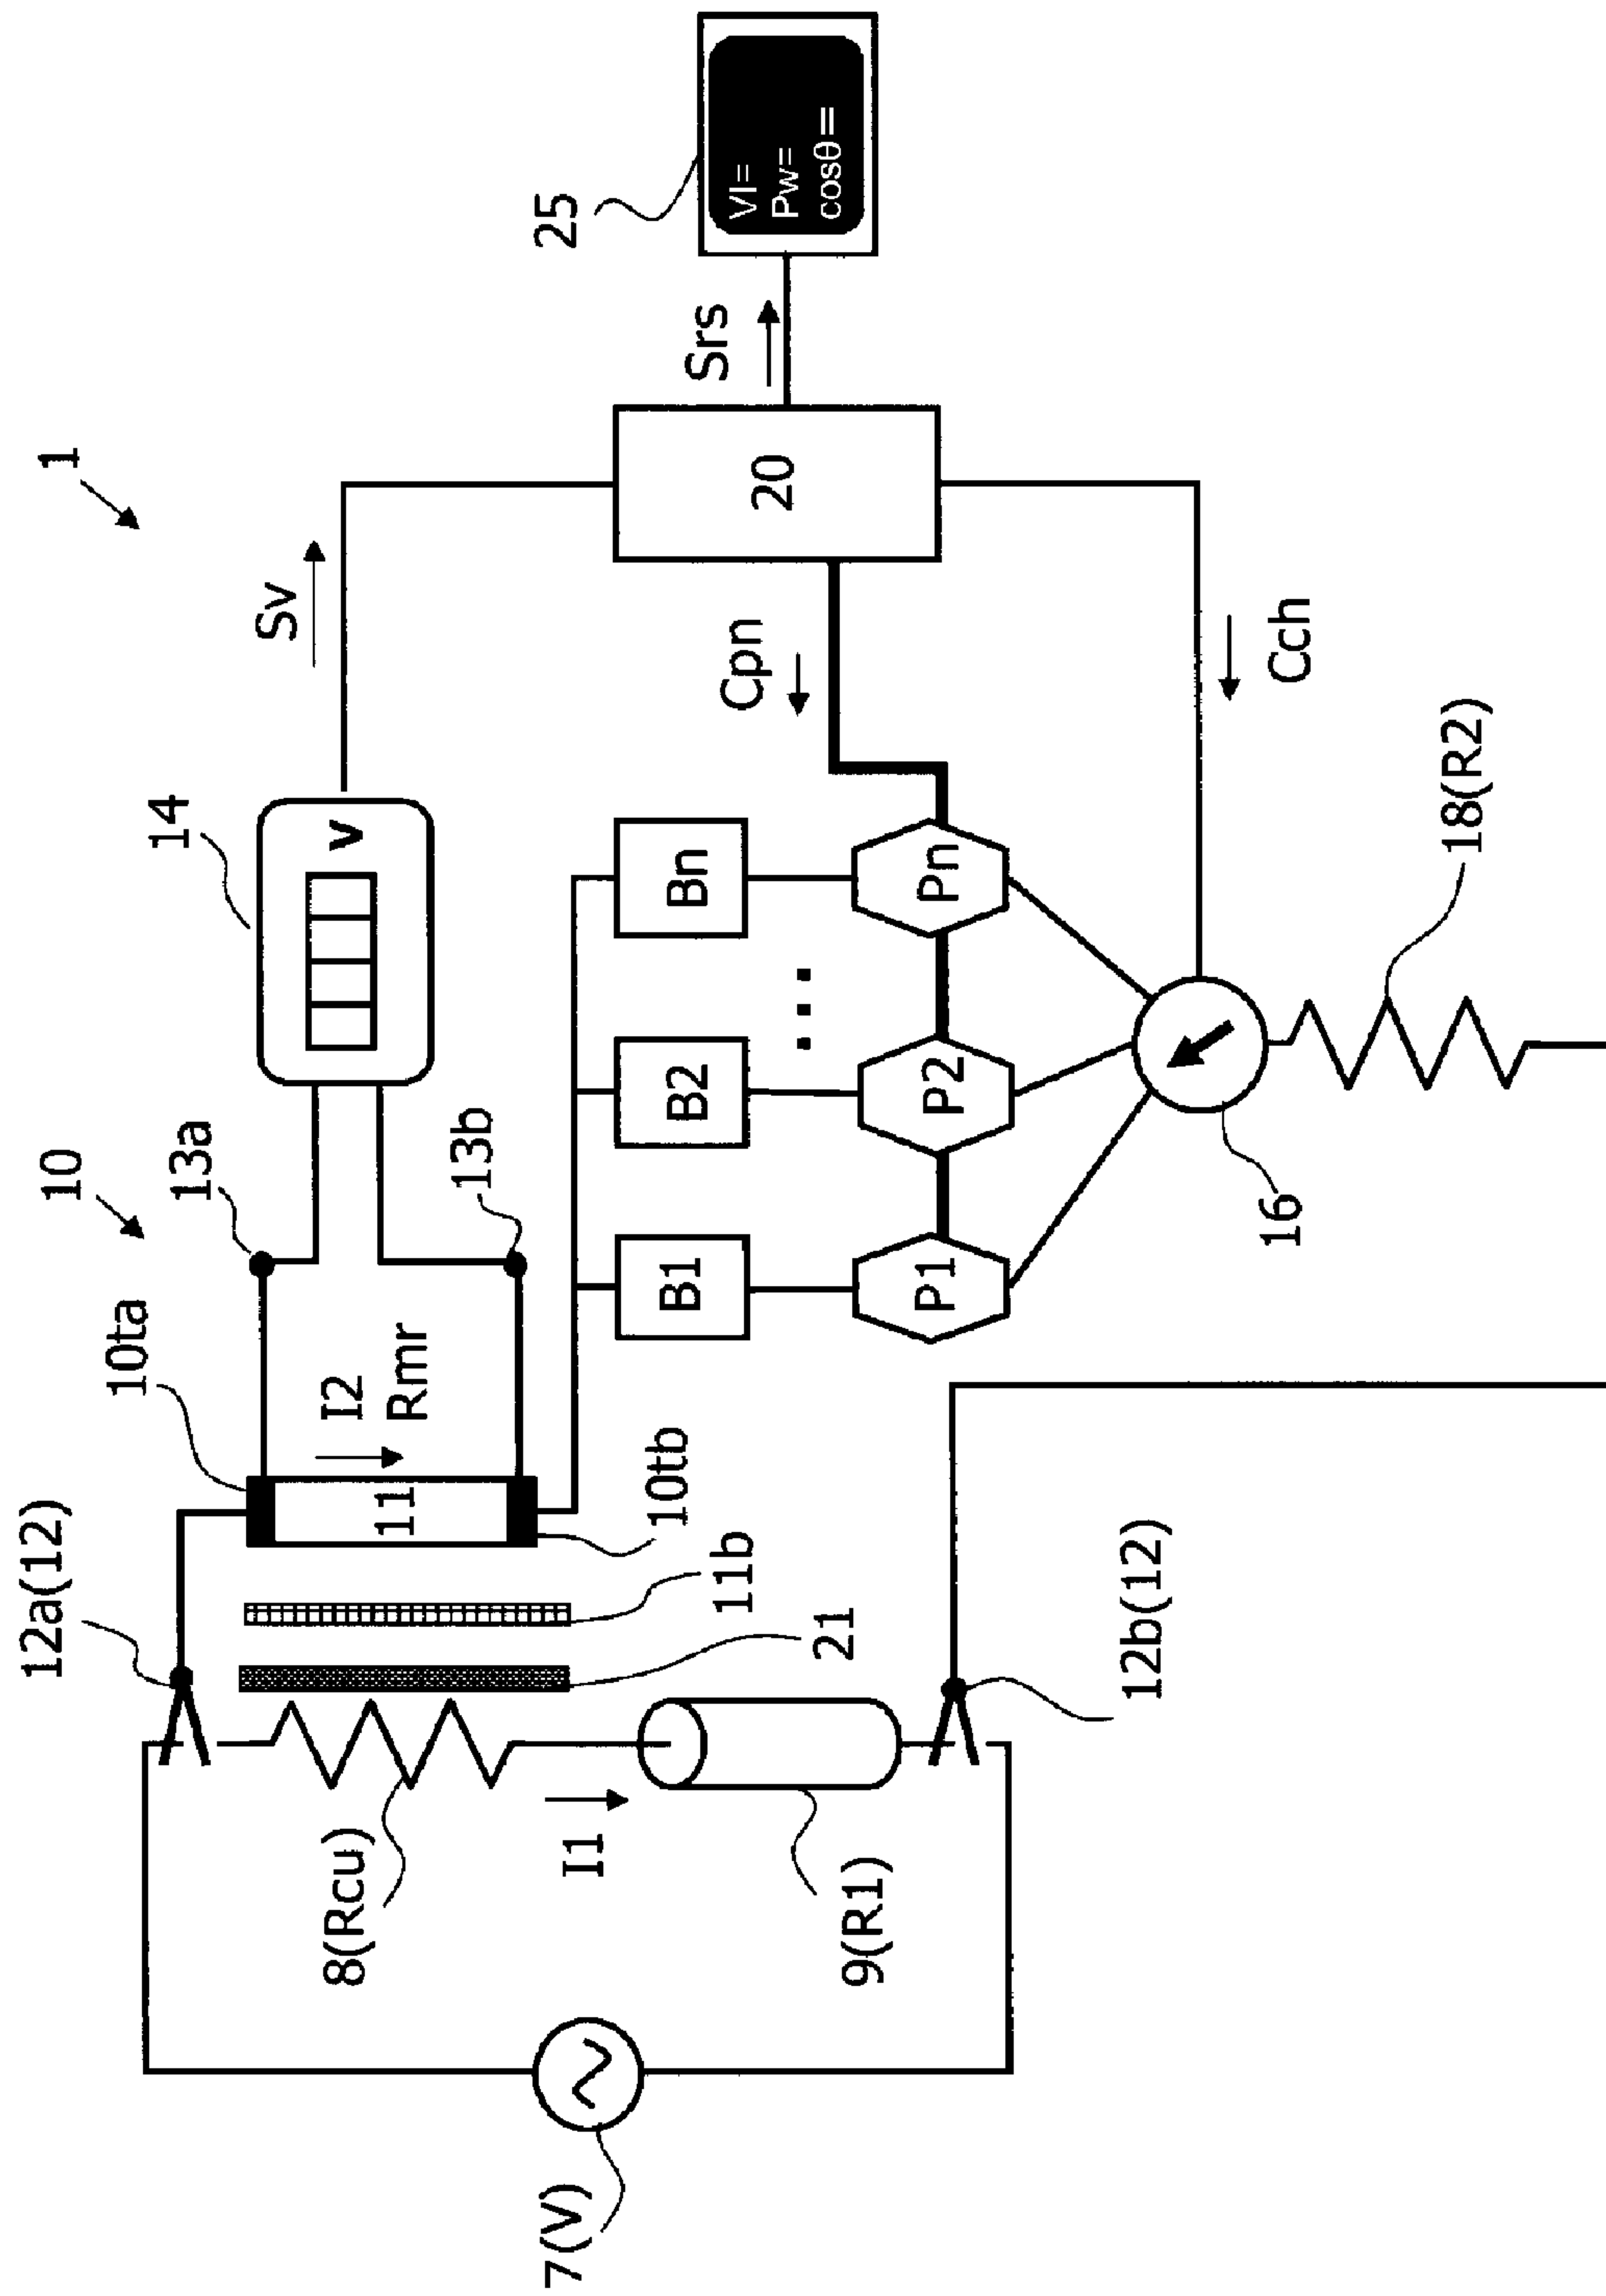 1
10
12a(12)
10ta
13a
14
Sv
I2
Rmr
11
V
13b
10tb
11b
21
8(Rcu)
I1
7(V)
9(R1)
12b(12)
B1
B2
Bn
...
P1
P2
Pn
Cpn
20
Srs
25
VI=
Pw=
cosθ=
Cch
16
18(R2)